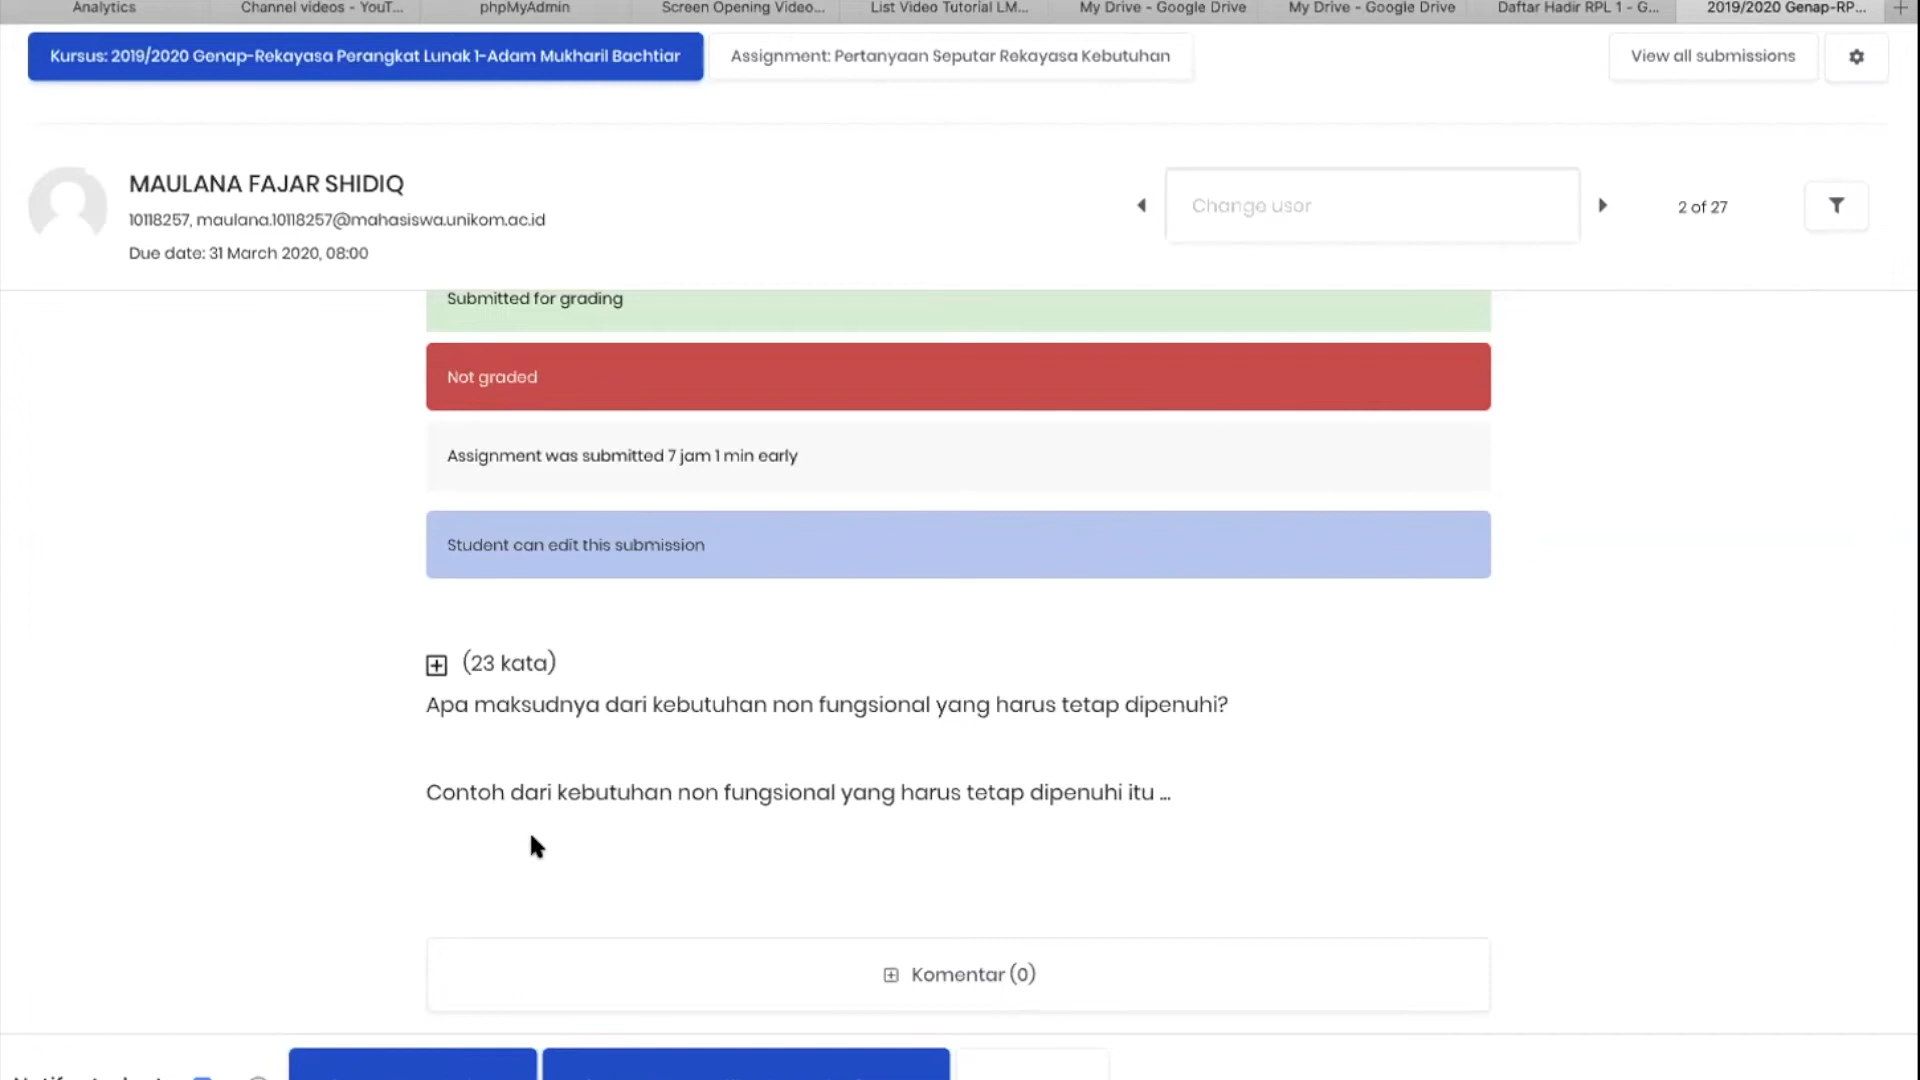 Analytics
Channel videos - YouT...
phpMyAdmin
Screen Opening Video...
List Video Tutorial LM...
My Drive - Google Drive
My Drive - Google Drive
Daftar Hadir RPL 1 - G...
2019/2020 Genap-RP...
Kursus: 2019/2020 Genap-Rekayasa Perangkat Lunak 1-Adam Mukharil Bachtiar
Assignment: Pertanyaan Seputar Rekayasa Kebutuhan
View all submissions
MAULANA FAJAR SHIDIQ
10118257, maulana.10118257@mahasiswa.unikom.ac.id
Due date: 31 March 2020, 08:00
Change user
2 of 27
Submitted for grading
Not graded
Assignment was submitted 7 jam 1 min early
Student can edit this submission
(23 kata)
Apa maksudnya dari kebutuhan non fungsional yang harus tetap dipenuhi?
Contoh dari kebutuhan non fungsional yang harus tetap dipenuhi itu ...
Komentar (0)